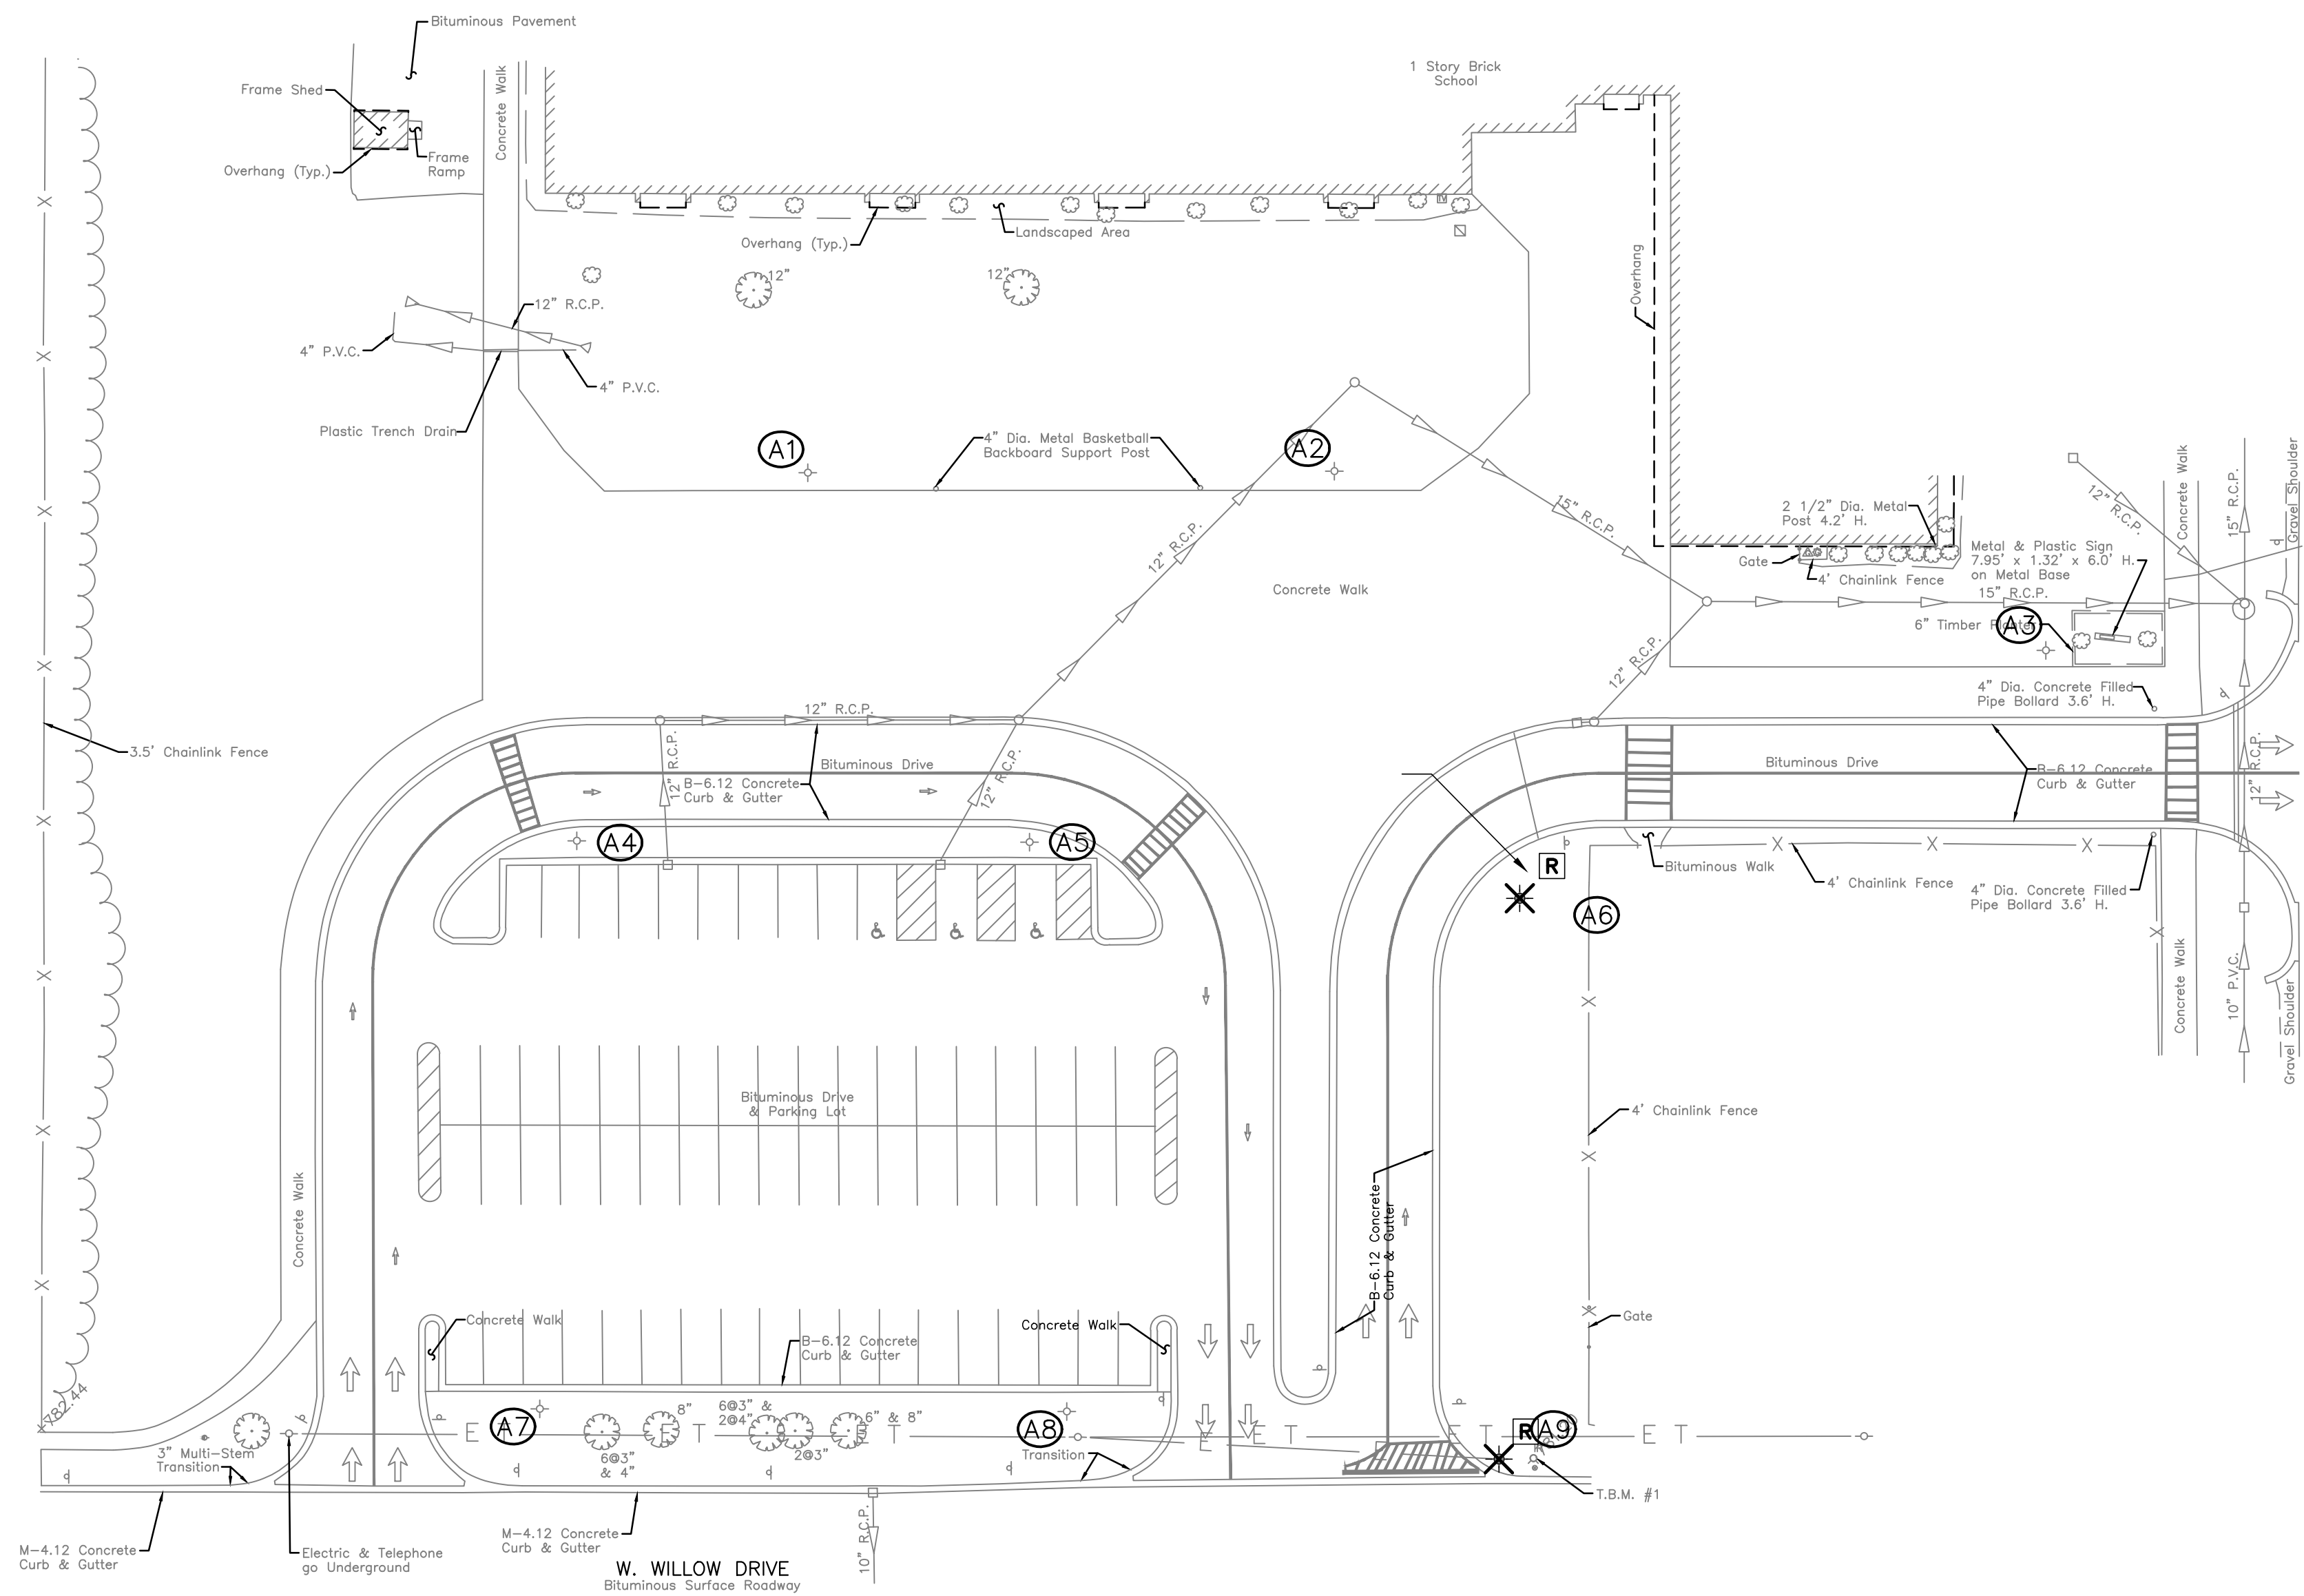 Bituminous Pavement
Frame Shed
Overhang (Typ.)
Frame
Ramp
Concrete Walk
1 Story Brick
School
Overhang (Typ.)
Landscaped Area
12"
12"
Overhang
12" R.C.P.
4" P.V.C.
4" P.V.C.
Plastic Trench Drain
A1
4" Dia. Metal Basketball
Backboard Support Post
A2
15" R.C.P.
12" R.C.P.
Concrete Walk
2 1/2" Dia. Metal
Post 4.2' H.
Gate
4' Chainlink Fence
Metal & Plastic Sign
7.95' x 1.32' x 6.0' H.
on Metal Base
15" R.C.P.
6" Timber Planter
A3
12"
R.C.P.
Concrete Walk
15" R.C.P.
Gravel Shoulder
12" R.C.P.
4" Dia. Concrete Filled
Pipe Bollard 3.6' H.
3.5' Chainlink Fence
12" R.C.P.
12" R.C.P.
12" R.C.P.
Bituminous Drive
B-6.12 Concrete
Curb & Gutter
A4
A5
Bituminous Drive
B-6.12 Concrete
Curb & Gutter
12" R.C.P.
R
A6
Bituminous Walk
4' Chainlink Fence
4" Dia. Concrete Filled
Pipe Bollard 3.6' H.
Concrete Walk
10" P.V.C.
Gravel Shoulder
Bituminous Drive
& Parking Lot
4' Chainlink Fence
Concrete Walk
B-6.12 Concrete
Curb & Gutter
Gate
Concrete Walk
B-6.12 Concrete
Curb & Gutter
Concrete Walk
782.44
3" Multi-Stem
Transition
A7
6@3" &
2@4"
8"
6" & 8"
6@3"
& 4"
2@3"
A8
Transition
E T E T E E T E T E T
R
A9
T.B.M. #1
M-4.12 Concrete
Curb & Gutter
Electric & Telephone
go Underground
M-4.12 Concrete
Curb & Gutter
10" R.C.P.
W. WILLOW DRIVE
Bituminous Surface Roadway